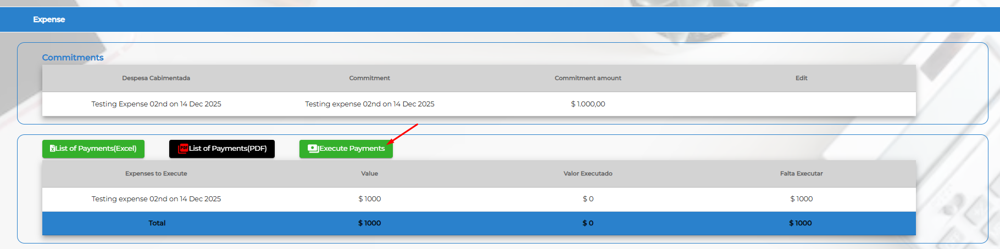 Expense
Commitments
Despesa Cabimentada Commitment Commitment amount Edit
Testing Expense 02nd on 14 Dec 2025 Testing expense 02nd on 14 Dec 2025 $ 1.000,00
List of Payments(Excel) PDF List of Payments(PDF) Execute Payments
Expenses to Execute Value Valor Executado Falta Executar
Testing expense 02nd on 14 Dec 2025 $ 1000 $ 0 $ 1000
Total $ 1000 $ 0 $ 1000